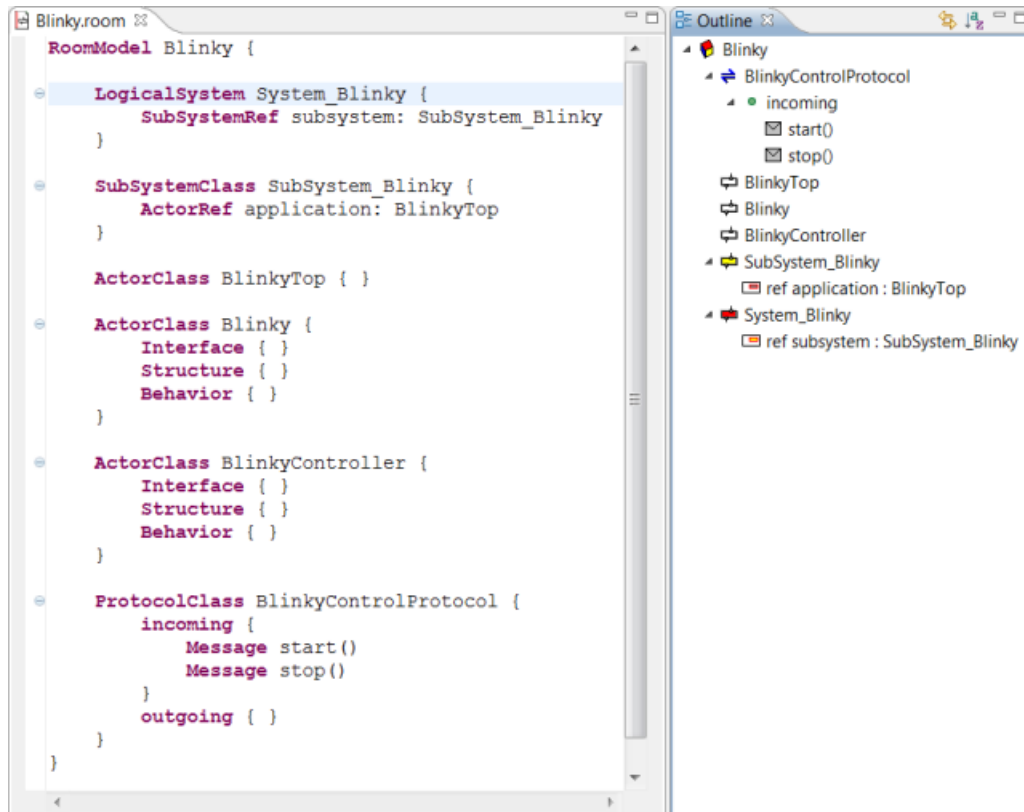 Blinky.room
RoomModel Blinky {
LogicalSystem System_Blinky {
SubSystemRef subsystem: SubSystem_Blinky
}
SubSystemClass SubSystem_Blinky {
ActorRef application: BlinkyTop
}
ActorClass BlinkyTop { }
ActorClass Blinky {
Interface { }
Structure { }
Behavior { }
}
ActorClass BlinkyController {
Interface { }
Structure { }
Behavior { }
}
ProtocolClass BlinkyControlProtocol {
incoming {
Message start()
Message stop()
}
outgoing { }
}
}
Outline
Blinky
BlinkyControlProtocol
incoming
start()
stop()
BlinkyTop
Blinky
BlinkyController
SubSystem_Blinky
ref application : BlinkyTop
System_Blinky
ref subsystem : SubSystem_Blinky